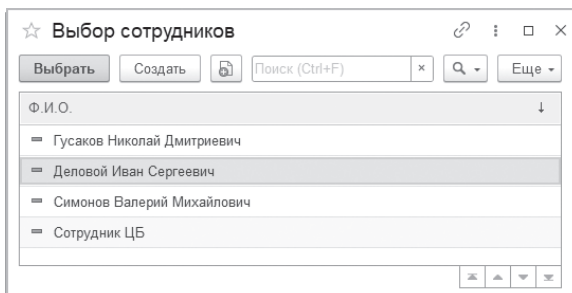 Выбор сотрудников
Выбрать Создать Поиск (Ctrl+F) × Еще
Ф.И.О. ↓
Гусаков Николай Дмитриевич
Деловой Иван Сергеевич
Симонов Валерий Михайлович
Сотрудник ЦБ